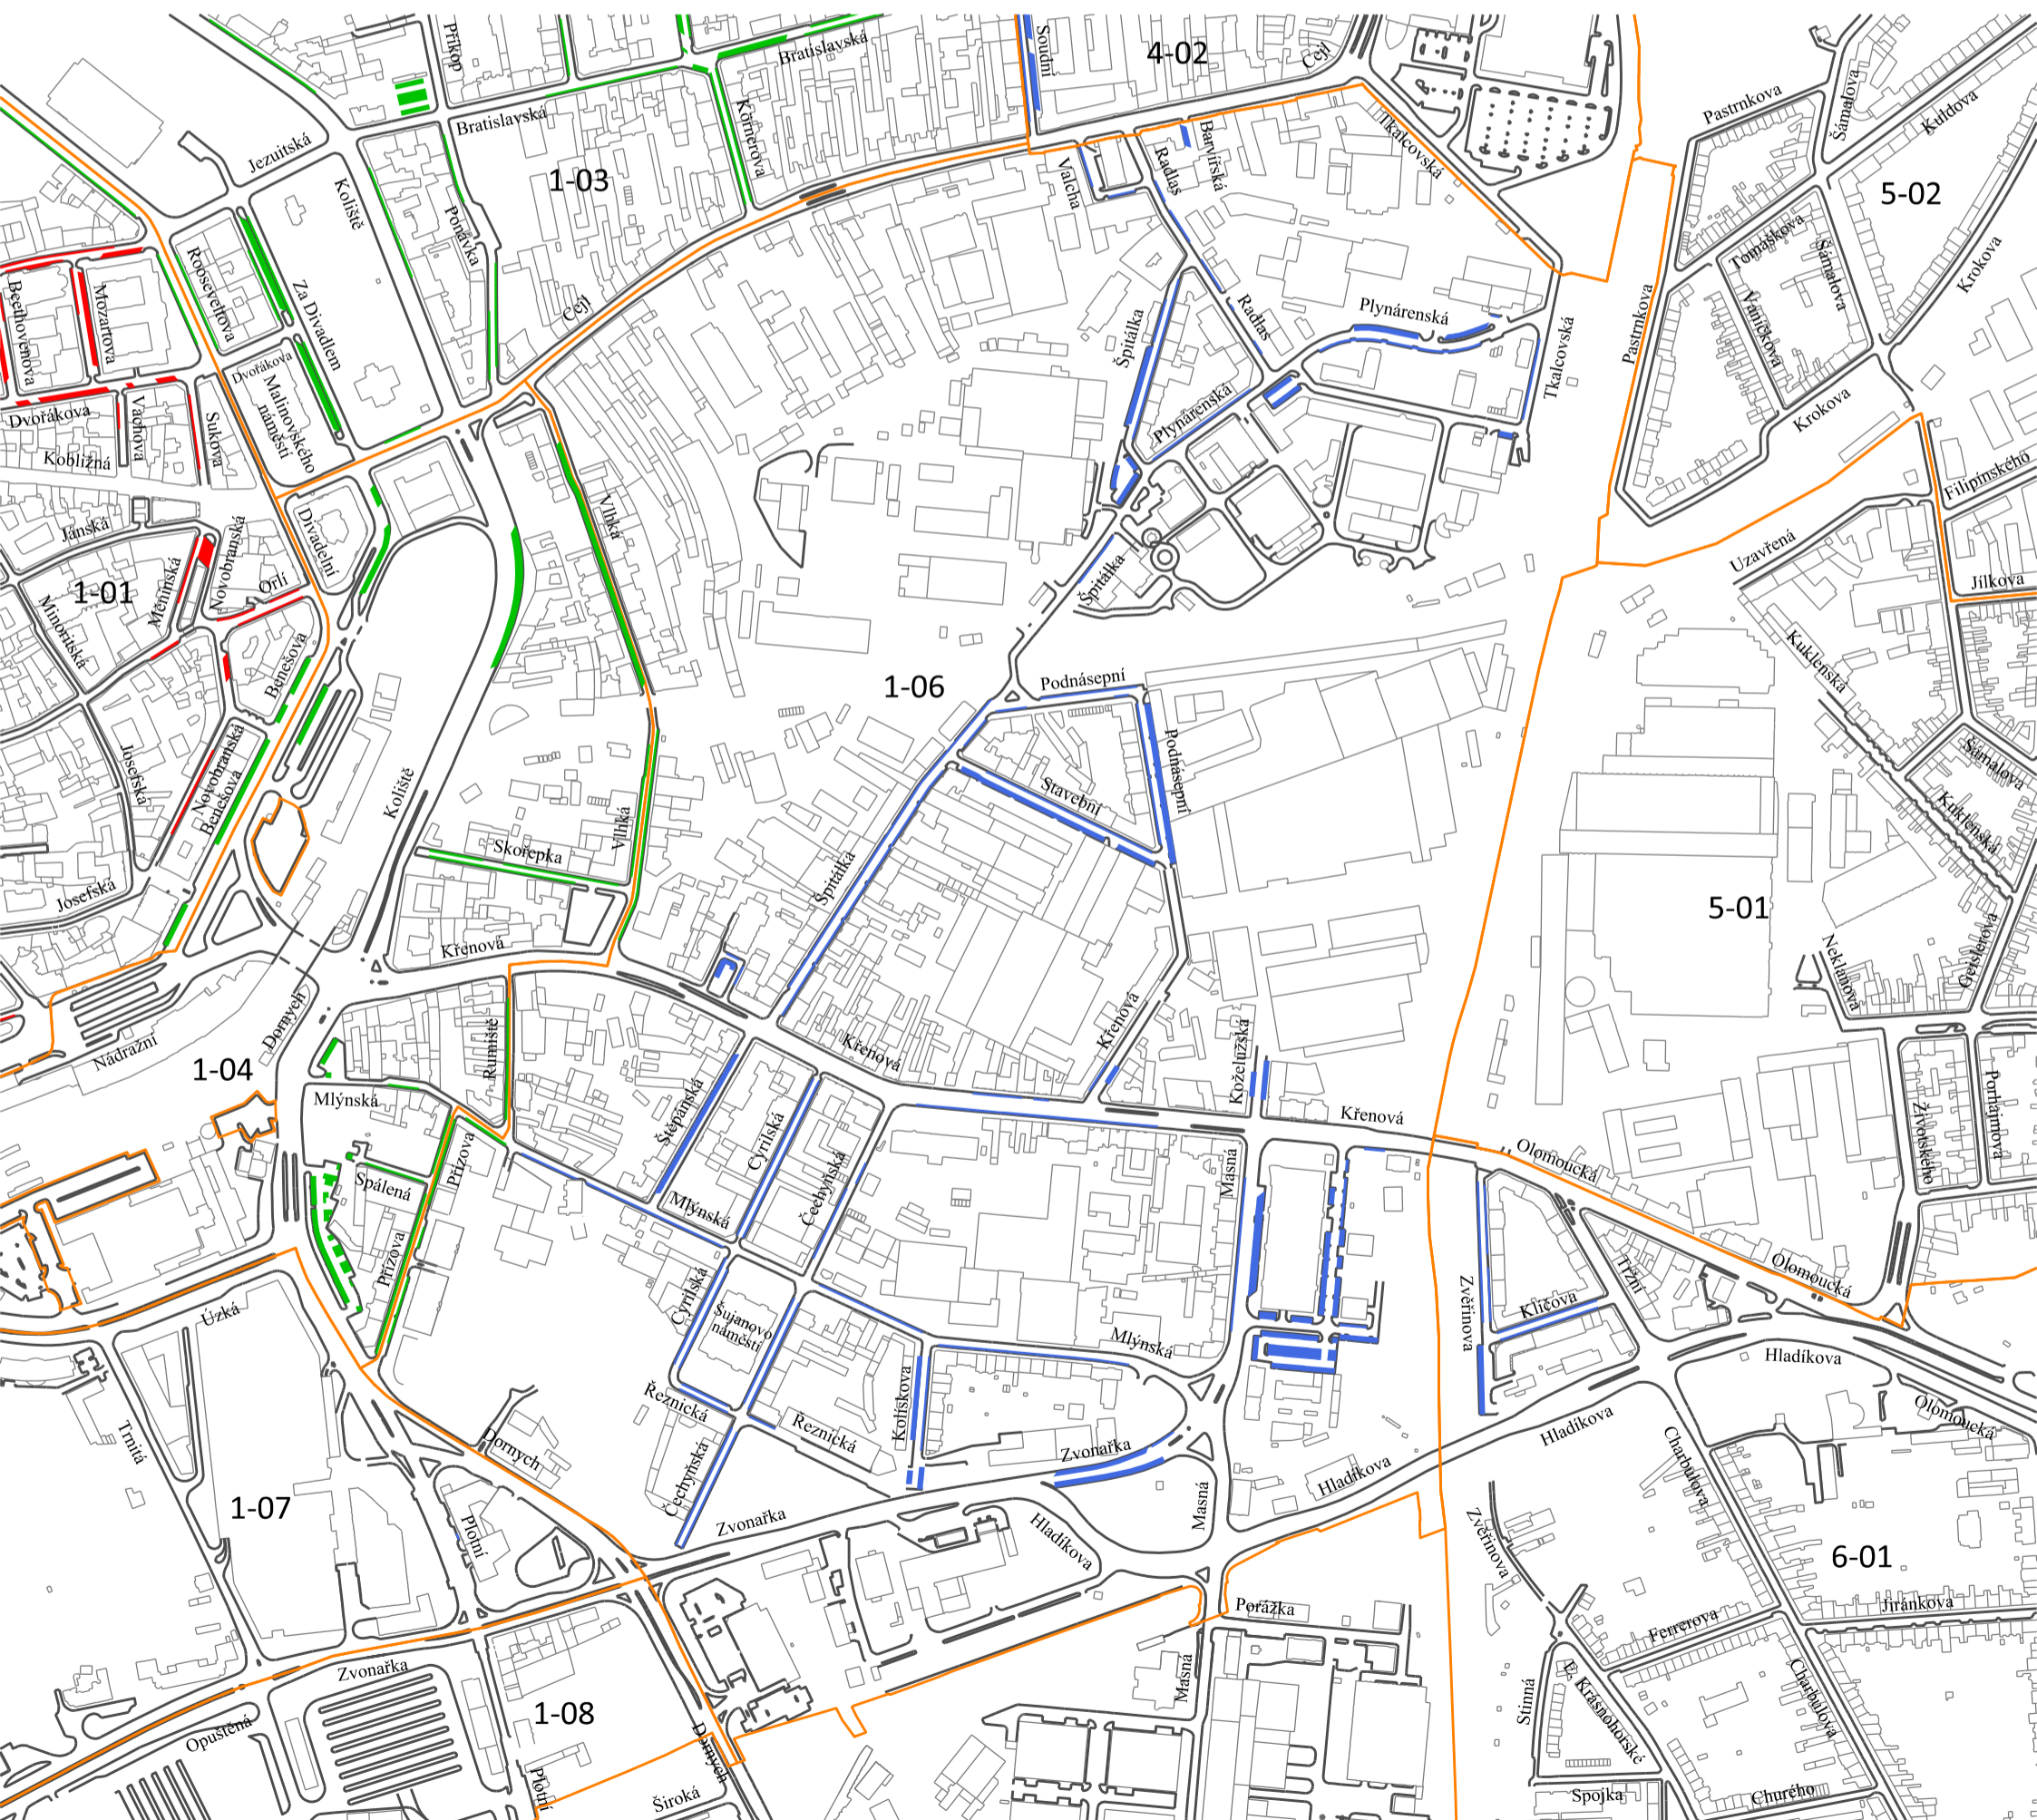 Příkop
Bratislavská
Soudní
4-02
Cejl
Pastrnkova
Šámalova
Kuldova
Jezuitská
Bratislavská
Körnerova
Tkalcovská
Barvířská
Radlas
Valcha
1-03
Koliště
5-02
Ponávka
Tomáškova
Šámalova
Krokova
Rooseveltova
Za Divadlem
Beethovenova
Mozartova
Cejl
Radlas
Plynárenská
Špitálka
Tkalcovská
Pastrnkova
Vaníčkova
Dvořákova
Malinovského
náměstí
Dvořákova
Vachova
Sukova
Plynárenská
Krokova
Kobližná
Filipínského
Vlhká
Divadelní
Jánská
Novobranská
Uzavřená
Orlí
1-01
Měnínská
Minoritská
Špitálka
Jílkova
Kuklenská
Benešova
1-06
Podnásepní
Podnásepní
Stavební
Josefská
Novobranská
Benešova
Koliště
Šámalova
Kuklenská
Vlhká
Skořepka
Špitálka
Josefská
5-01
Křenová
Neklanova
Geislerova
Dornych
Nádražní
Křenová
Křenová
Koželužská
Rumiště
1-04
Mlýnská
Štěpánská
Cyrilská
Křenová
Porhajmova
Životského
Přízova
Spálená
Čechyňská
Masná
Olomoucká
Mlýnská
Přízova
Olomoucká
Tržní
Klíčova
Zvěřinova
Cyrilská
Šujanovo
náměstí
Úzká
Mlýnská
Hladíkova
Řeznická
Kolískova
Řeznická
Olomoucká
Trnitá
Dornych
Čechyňská
Zvonařka
Hladíkova
Charbulova
Hladíkova
1-07
Plotní
Zvonařka
Masná
Hladíkova
Zvěřinova
6-01
Porážka
Jiránkova
Ferrerova
Zvonařka
Masná
Stinná
E. Krásnohorské
Charbulova
1-08
Opuštěná
Dornych
Plotní
Široká
Spojka
Churého